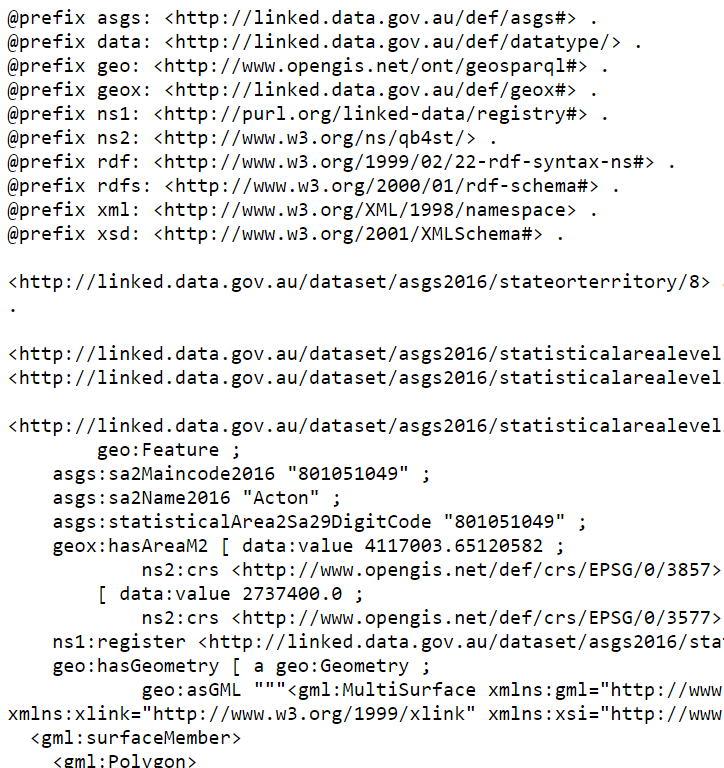 @prefix asgs: <http://linked.data.gov.au/def/asgs#> .
@prefix data: <http://linked.data.gov.au/def/datatype/> .
@prefix geo: <http://www.opengis.net/ont/geosparql#> .
@prefix geox: <http://linked.data.gov.au/def/geox#> .
@prefix ns1: <http://purl.org/linked-data/registry#> .
@prefix ns2: <http://www.w3.org/ns/qb4st/> .
@prefix rdf: <http://www.w3.org/1999/02/22-rdf-syntax-ns#> .
@prefix rdfs: <http://www.w3.org/2000/01/rdf-schema#> .
@prefix xml: <http://www.w3.org/XML/1998/namespace> .
@prefix xsd: <http://www.w3.org/2001/XMLSchema#> .

<http://linked.data.gov.au/dataset/asgs2016/stateorterritory/8>
.

<http://linked.data.gov.au/dataset/asgs2016/statisticalarealevel
<http://linked.data.gov.au/dataset/asgs2016/statisticalarealevel

<http://linked.data.gov.au/dataset/asgs2016/statisticalarealevel
        geo:Feature ;
    asgs:sa2Maincode2016 "801051049" ;
    asgs:sa2Name2016 "Acton" ;
    asgs:statisticalArea2Sa29DigitCode "801051049" ;
    geox:hasAreaM2 [ data:value 4117003.65120582 ;
            ns2:crs <http://www.opengis.net/def/crs/EPSG/0/3857>
        [ data:value 2737400.0 ;
            ns2:crs <http://www.opengis.net/def/crs/EPSG/0/3577>
    ns1:register <http://linked.data.gov.au/dataset/asgs2016/sta
    geo:hasGeometry [ a geo:Geometry ;
            geo:asGML """<gml:MultiSurface xmlns:gml="http://www
xmlns:xlink="http://www.w3.org/1999/xlink" xmlns:xsi="http://www
  <gml:surfaceMember>
    <gml:Polygon>